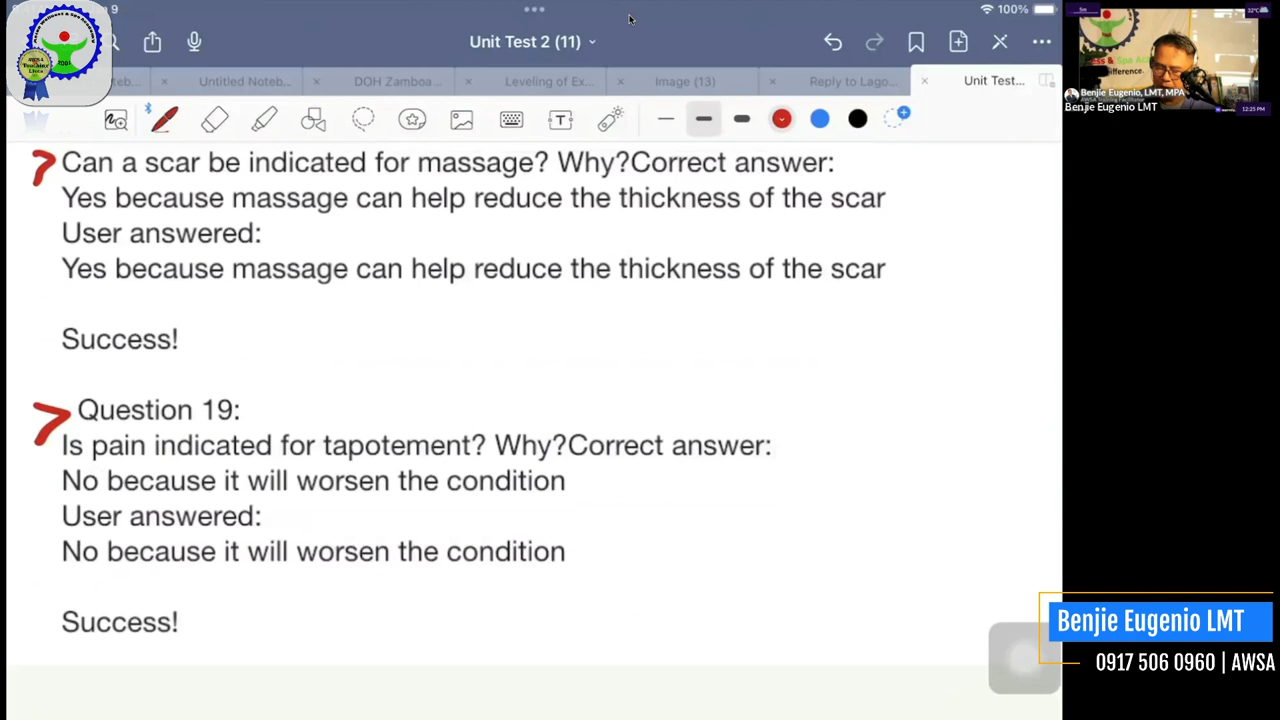 9
100%
Unit Test 2 (11)
Untitled Noteb...
DOH Zamboa...
Leveling of Ex...
Image (13)
Reply to Lago...
Unit Test...
Can a scar be indicated for massage? Why?Correct answer:
Yes because massage can help reduce the thickness of the scar
User answered:
Yes because massage can help reduce the thickness of the scar
Success!
Question 19:
Is pain indicated for tapotement? Why?Correct answer:
No because it will worsen the condition
User answered:
No because it will worsen the condition
Success!
Benjie Eugenio, LMT, MPA
Benjie Eugenio LMT
12:25 PM
Benjie Eugenio LMT
0917 506 0960 | AWSA